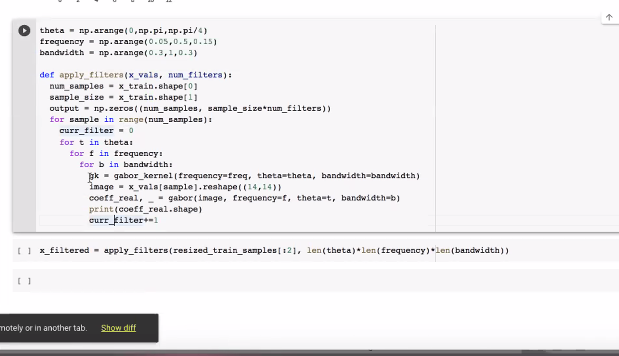 theta = np.arange(0,np.pi,np.pi/4)
frequency = np.arange(0.05,0.5,0.15)
bandwidth = np.arange(0.3,1,0.3)
def apply_filters(x_vals, num_filters):
num_samples = x_train.shape[0]
sample_size = x_train.shape[1]
output = np.zeros((num_samples, sample_size*num_filters))
for sample in range(num_samples):
curr_filter = 0
for t in theta:
for f in frequency:
for b in bandwidth:
gk = gabor_kernel(frequency=freq, theta=theta, bandwidth=bandwidth)
image = x_vals[sample].reshape((14,14))
coeff_real, _ = gabor(image, frequency=f, theta=t, bandwidth=b)
print(coeff_real.shape)
curr_filter+=1
[ ] x_filtered = apply_filters(resized_train_samples[:2], len(theta)*len(frequency)*len(bandwidth))
[ ]
motely or in another tab. Show diff